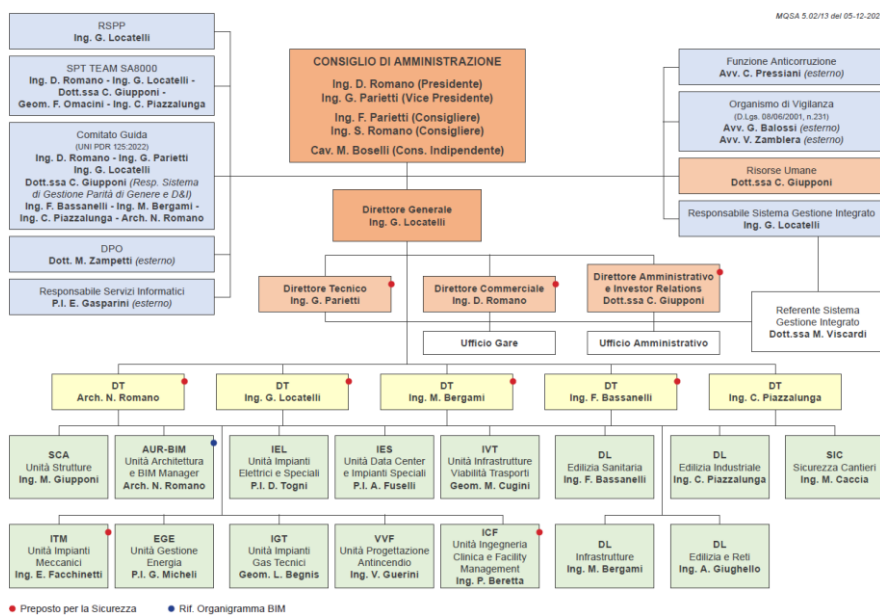 MQSA 5.02/13 del 05-12-202
RSPP
Ing. G. Locatelli
SPT TEAM SA8000
Ing. D. Romano - Ing. G. Locatelli -
Dott.ssa C. Giupponi -
Geom. F. Omacini - Ing. C. Piazzalunga
Comitato Guida
(UNI PDR 125:2022)
Ing. D. Romano - Ing. G. Parietti
Ing. G. Locatelli
Dott.ssa C. Giupponi (Resp. Sistema
di Gestione Parità di Genere e D&I)
Ing. F. Bassanelli - Ing. M. Bergami -
Ing. C. Piazzalunga - Arch. N. Romano
DPO
Dott. M. Zampetti (esterno)
Responsabile Servizi Informatici
P.I. E. Gasparini (esterno)
CONSIGLIO DI AMMINISTRAZIONE
Ing. D. Romano (Presidente)
Ing. G. Parietti (Vice Presidente)
Ing. F. Parietti (Consigliere)
Ing. S. Romano (Consigliere)
Cav. M. Boselli (Cons. Indipendente)
Funzione Anticorruzione
Avv. C. Pressiani (esterno)
Organismo di Vigilanza
(D.Lgs. 08/06/2001, n.231)
Avv. G. Balossi (esterno)
Avv. V. Zambiera (esterno)
Risorse Umane
Dott.ssa C. Giupponi
Responsabile Sistema Gestione Integrato
Ing. G. Locatelli
Direttore Generale
Ing. G. Locatelli
Direttore Tecnico
Ing. G. Parietti
Direttore Commerciale
Ing. D. Romano
Direttore Amministrativo
e Investor Relations
Dott.ssa C. Giupponi
Referente Sistema
Gestione Integrato
Dott.ssa M. Viscardi
Ufficio Gare
Ufficio Amministrativo
DT
Arch. N. Romano
DT
Ing. G. Locatelli
DT
Ing. M. Bergami
DT
Ing. F. Bassanelli
DT
Ing. C. Piazzalunga
SCA
Unità Strutture
Ing. M. Giupponi
AUR-BIM
Unità Architettura
e BIM Manager
Arch. N. Romano
IEL
Unità Impianti
Elettrici e Speciali
P.I. D. Togni
IES
Unità Data Center
e Impianti Speciali
P.I. A. Fuselli
IVT
Unità Infrastrutture
Viabilità Trasporti
Geom. M. Cugini
DL
Edilizia Sanitaria
Ing. F. Bassanelli
DL
Edilizia Industriale
Ing. C. Piazzalunga
SIC
Sicurezza Cantieri
Ing. M. Caccia
ITM
Unità Impianti
Meccanici
Ing. E. Facchinetti
EGE
Unità Gestione
Energia
P.I. G. Micheli
IGT
Unità Impianti
Gas Tecnici
Geom. L. Begnis
VVF
Unità Progettazione
Antincendio
Ing. V. Guerini
ICF
Unità Ingegneria
Clinica e Facility
Management
Ing. P. Beretta
DL
Infrastrutture
Ing. M. Bergami
DL
Edilizia e Reti
Ing. A. Giughello
Preposto per la Sicurezza
Rif. Organigramma BIM